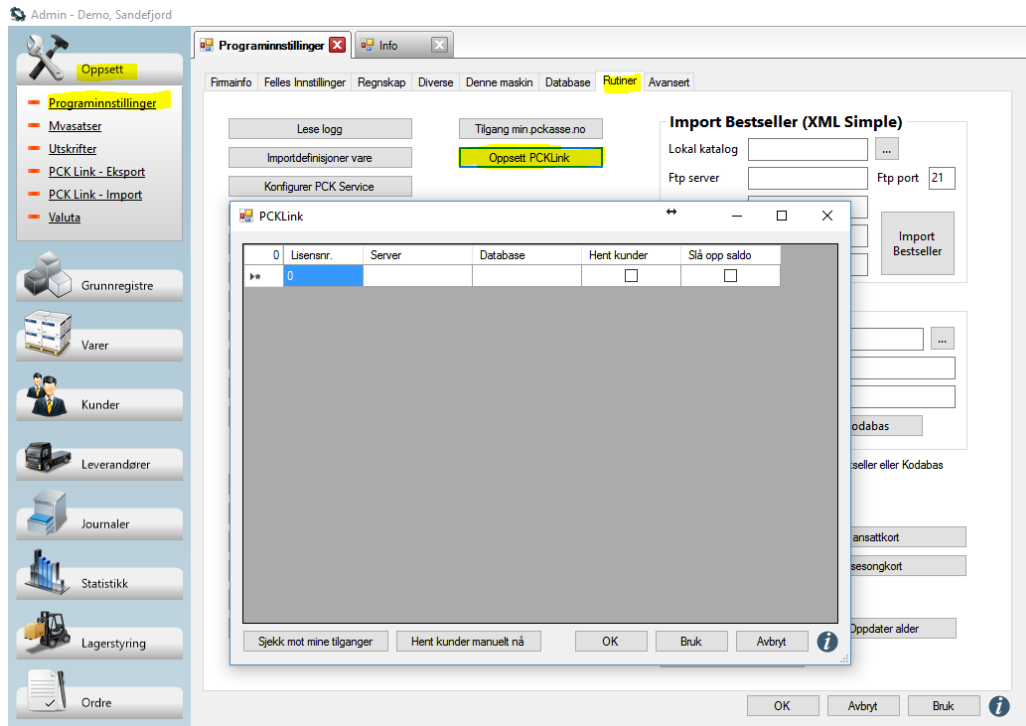 Admin - Demo, Sandefjord
Oppsett
Programinnstillinger
Mvasatser
Utskrifter
PCK Link - Eksport
PCK Link - Import
Valuta
Grunnregistre
Varer
Kunder
Leverandører
Journaler
Statistikk
Lagerstyring
Ordre
Programinnstillinger Info
Firmainfo Felles Innstillinger Regnskap Diverse Denne maskin Database Rutiner Avansert
Lese logg
Importdefinisjoner vare
Konfigurer PCK Service
Tilgang min.pckasse.no
Oppsett PCKLink
Import Bestseller (XML Simple)
Lokal katalog ...
Ftp server Ftp port 21
Import
Bestseller
PCKLink
0 Lisensnr. Server Database Hent kunder Slå opp saldo
0
Sjekk mot mine tilganger Hent kunder manuelt nå OK Bruk Avbryt
...
odabas
tseller eller Kodabas
ansattkort
sesongkort
Oppdater alder
OK Avbryt Bruk